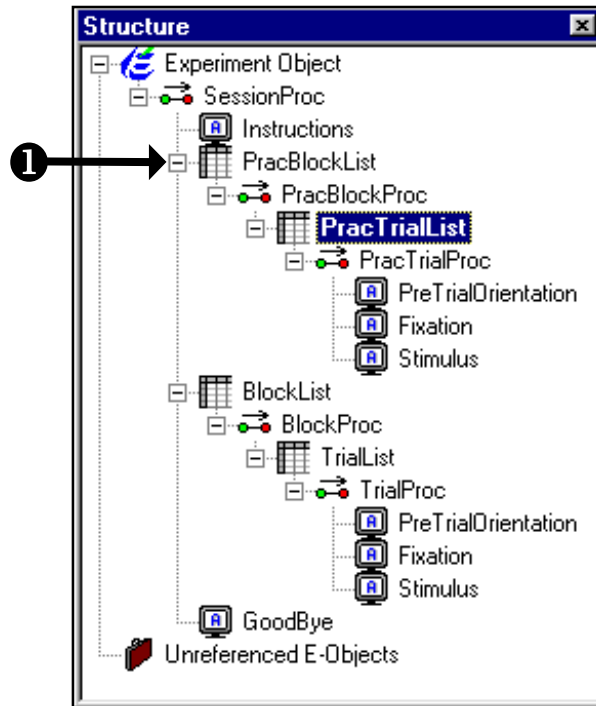 Structure
Experiment Object
SessionProc
Instructions
❶
PracBlockList
PracBlockProc
PracTrialList
PracTrialProc
A PreTrialOrientation
A Fixation
A Stimulus
BlockList
BlockProc
TrialList
TrialProc
A PreTrialOrientation
A Fixation
A Stimulus
A GoodBye
Unreferenced E-Objects